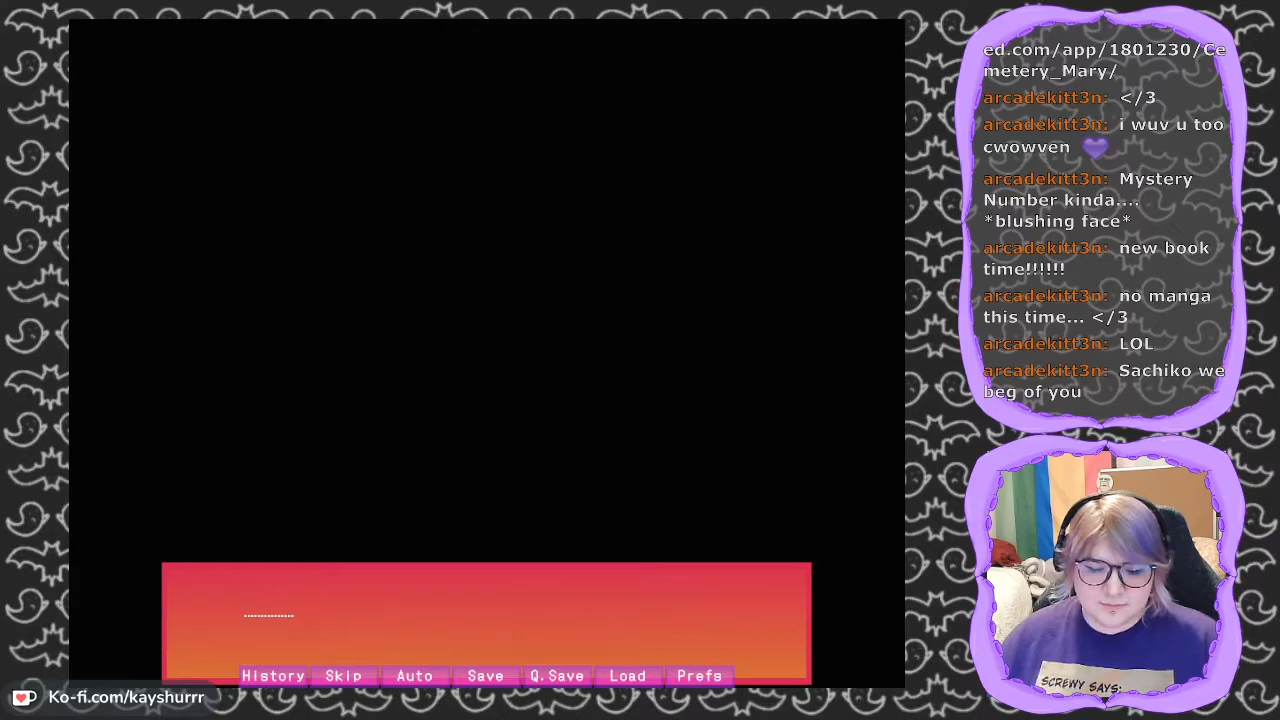 ed.com/app/1801230/Ce
metery_Mary/
arcadekitt3n: </3
arcadekitt3n: i wuv u too
cwowven 💜
arcadekitt3n: Mystery
Number kinda....
*blushing face*
arcadekitt3n: new book
time!!!!!!
arcadekitt3n: no manga
this time... </3
arcadekitt3n: LOL
arcadekitt3n: Sachiko we
beg of you
...............
History Skip Auto Save Q.Save Load Prefs
SCREWY SAYS:
Ko-fi.com/kayshurrr